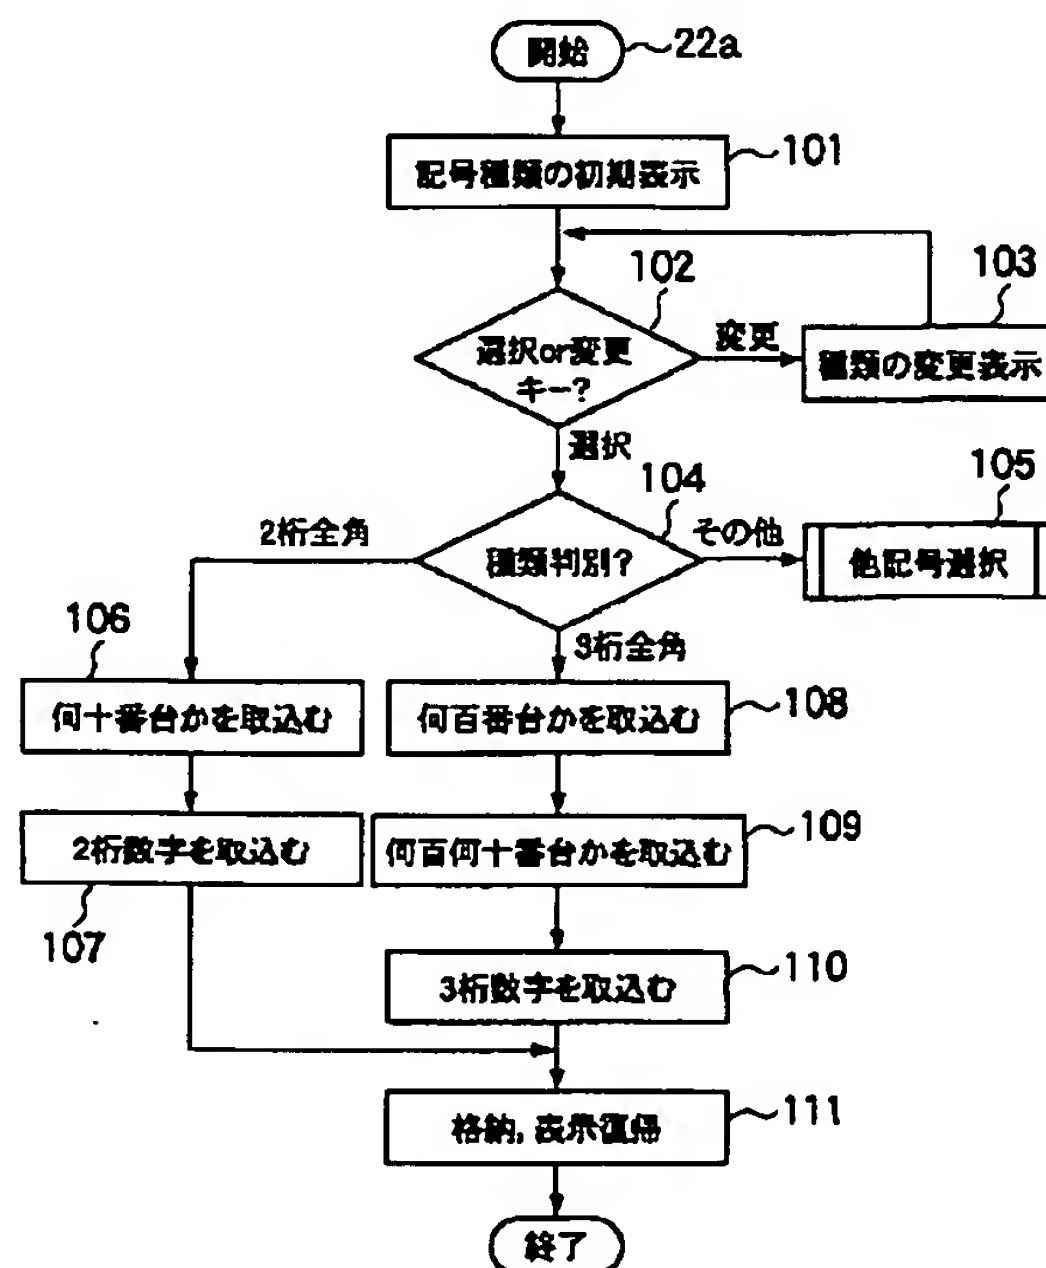 開始
22a
記号種類の初期表示
101
102
103
選択or変更
キー?
変更
種類の変更表示
選択
104
105
2桁全角
種類判別?
その他
他記号選択
106
3桁全角
何十番台かを取込む
何百番台かを取込む
108
2桁数字を取込む
何百何十番台かを取込む
109
107
3桁数字を取込む
110
格納,表示復帰
111
終了